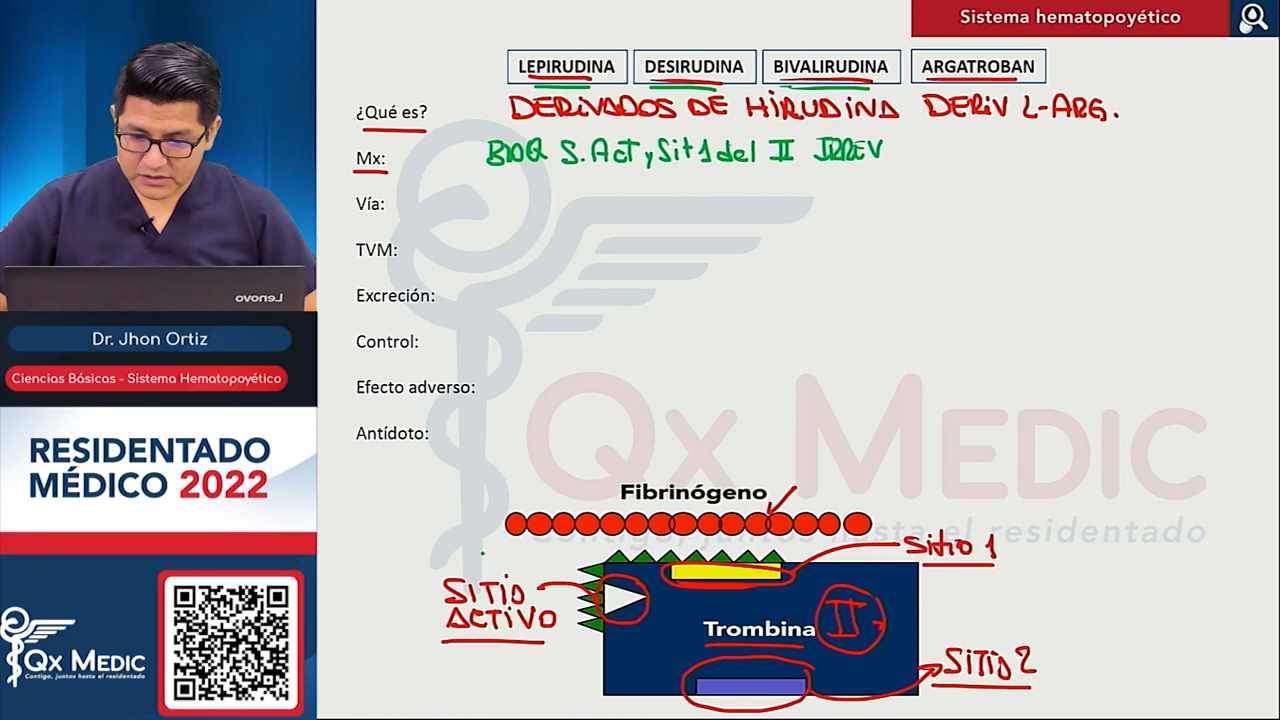 Sistema hematopoyético
LEPIRUDINA DESIRUDINA BIVALIRUDINA ARGATROBAN
¿Qué es? DERIVADOS DE HIRUDINA DERIV L-ARG.
Mx: BLOQ S. ACT y Sit 1 del II IRREV
Vía:
TVM:
Excreción:
Control:
Efecto adverso:
Antídoto:
Fibrinógeno
Sitio 1
SITIO
ACTIVO
Trombina II
Sitio 2
lenovo
Dr. Jhon Ortiz
Ciencias Básicas - Sistema Hematopoyético
RESIDENTADO
MÉDICO 2022
QX MEDIC
Contigo, juntos hasta el residentado
QX MEDIC
Contigo, juntos hasta el residentado